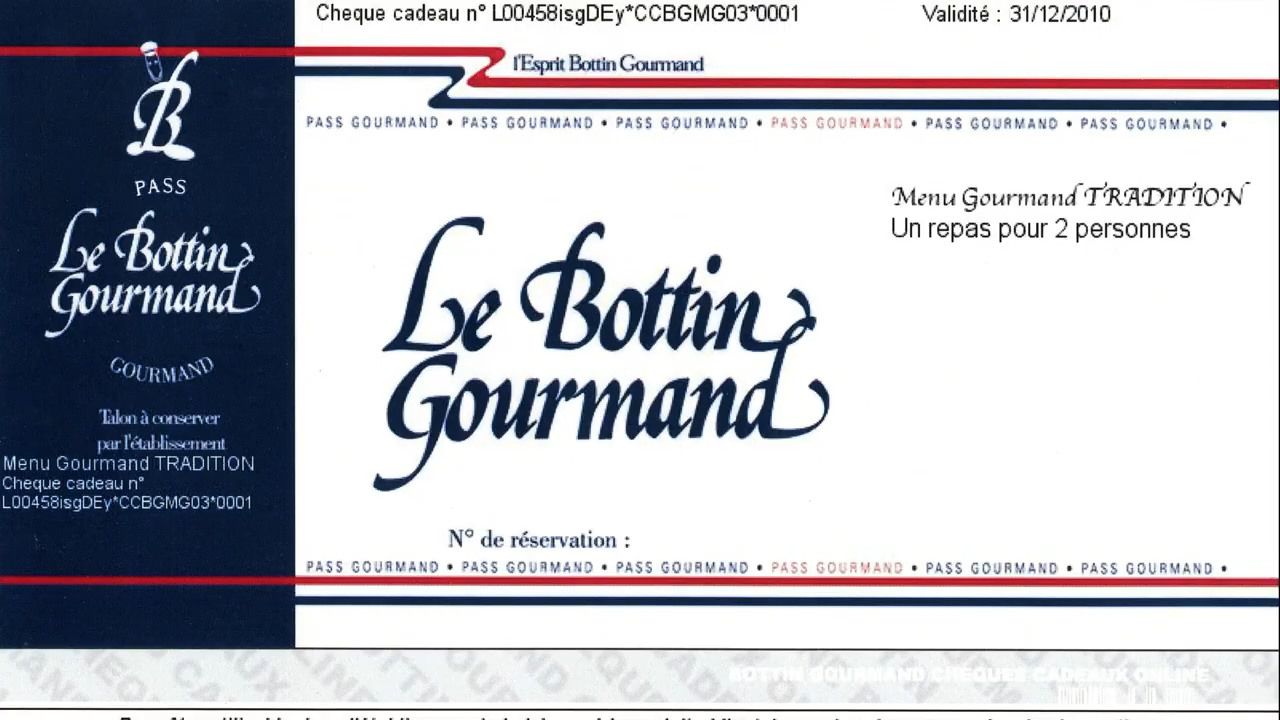 Cheque cadeau n° L00458isgDEy*CCBGMG03*0001
Validité : 31/12/2010
l'Esprit Bottin Gourmand
PASS GOURMAND • PASS GOURMAND • PASS GOURMAND • PASS GOURMAND • PASS GOURMAND • PASS GOURMAND •
B
PASS
Le Bottin
Gourmand
GOURMAND
Talon à conserver
par l'établissement
Menu Gourmand TRADITION
Cheque cadeau n°
L00458isgDEy*CCBGMG03*0001
Menu Gourmand TRADITION
Un repas pour 2 personnes
Le Bottin
Gourmand
N° de réservation :
PASS GOURMAND • PASS GOURMAND • PASS GOURMAND • PASS GOURMAND • PASS GOURMAND • PASS GOURMAND •
BOTTIN GOURMAND CHEQUES CADEAUX ONLINE